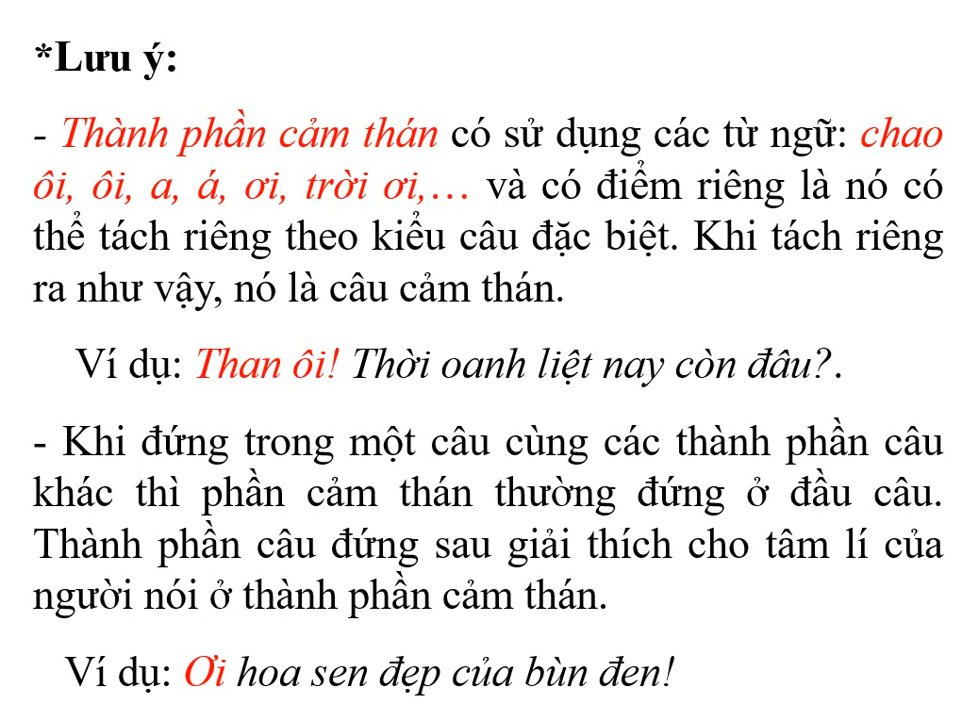 *Lưu ý:
- Thành phần cảm thán có sử dụng các từ ngữ: chao
ôi, ôi, a, á, ơi, trời ơi,… và có điểm riêng là nó có
thể tách riêng theo kiểu câu đặc biệt. Khi tách riêng
ra như vậy, nó là câu cảm thán.
Ví dụ: Than ôi! Thời oanh liệt nay còn đâu?.
- Khi đứng trong một câu cùng các thành phần câu
khác thì phần cảm thán thường đứng ở đầu câu.
Thành phần câu đứng sau giải thích cho tâm lí của
người nói ở thành phần cảm thán.
Ví dụ: Ơi hoa sen đẹp của bùn đen!